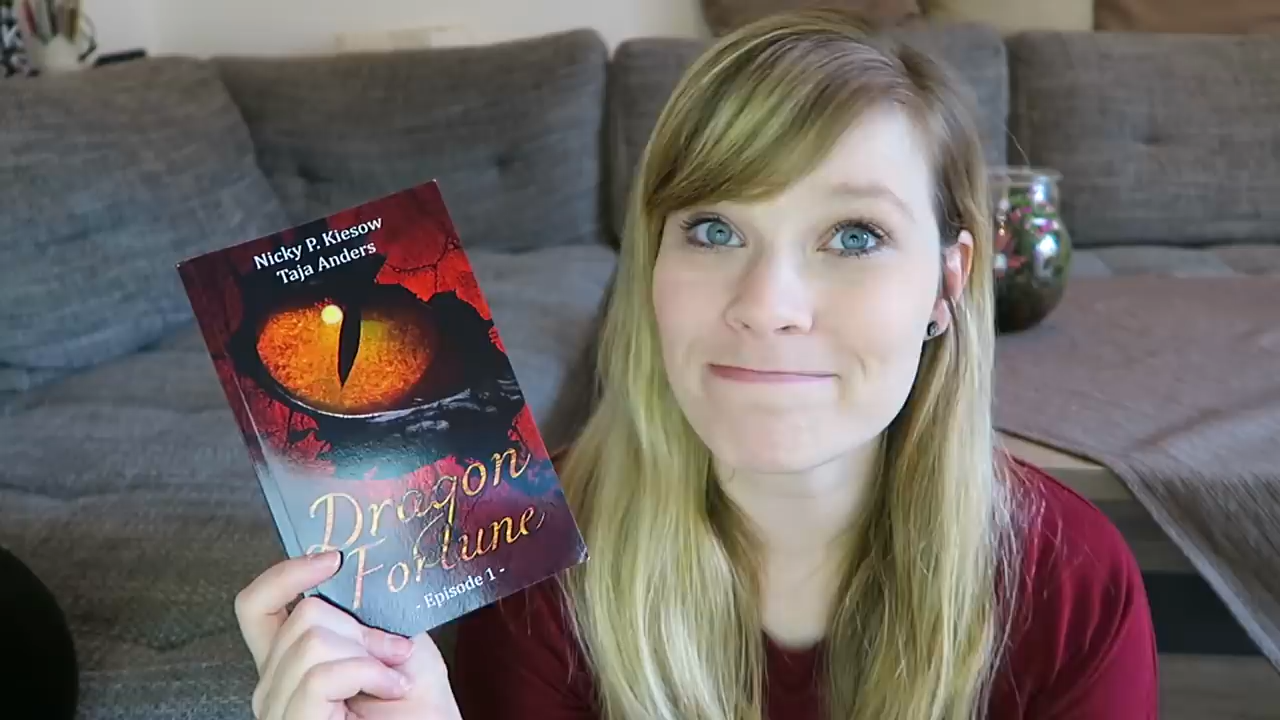 Nicky P. Kiesow
Taja Anders
Dragon
Fortune
- Episode 1 -